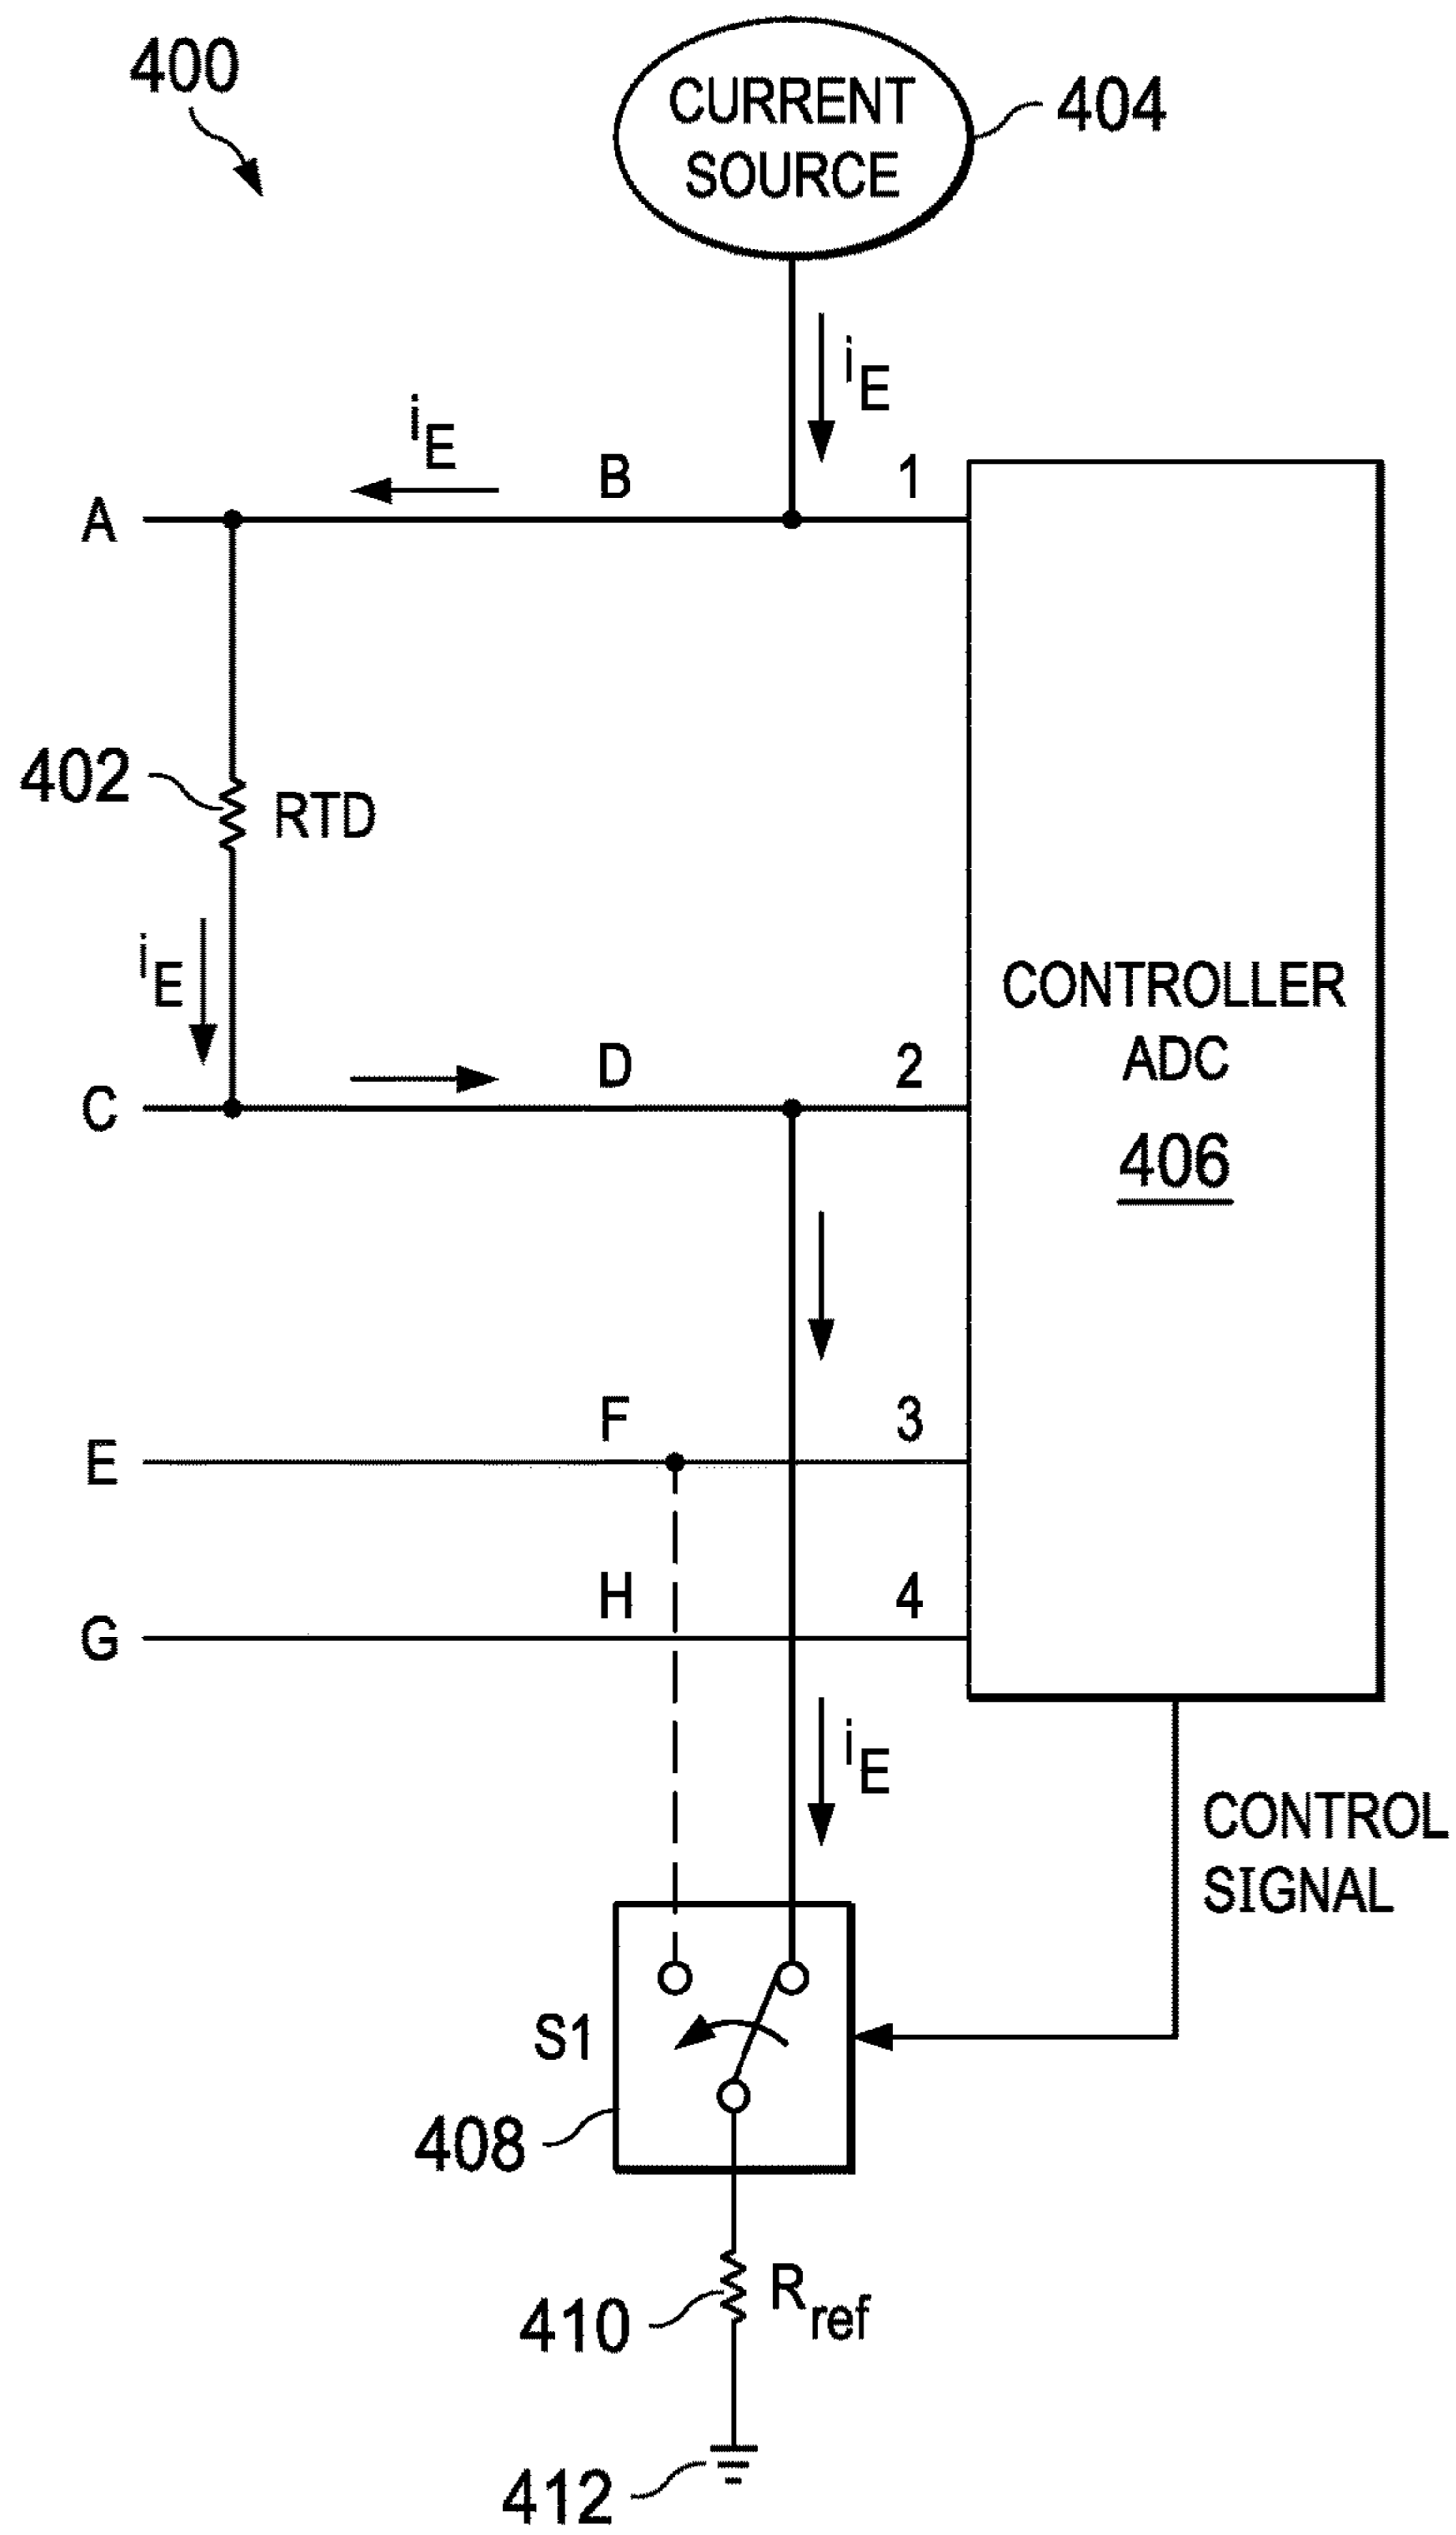 400
CURRENT
SOURCE
404
iE
iE
A
B
1
402
RTD
iE
CONTROLLER
ADC
406
C
D
2
E
F
3
G
H
4
iE
CONTROL
SIGNAL
S1
408
410
Rref
412